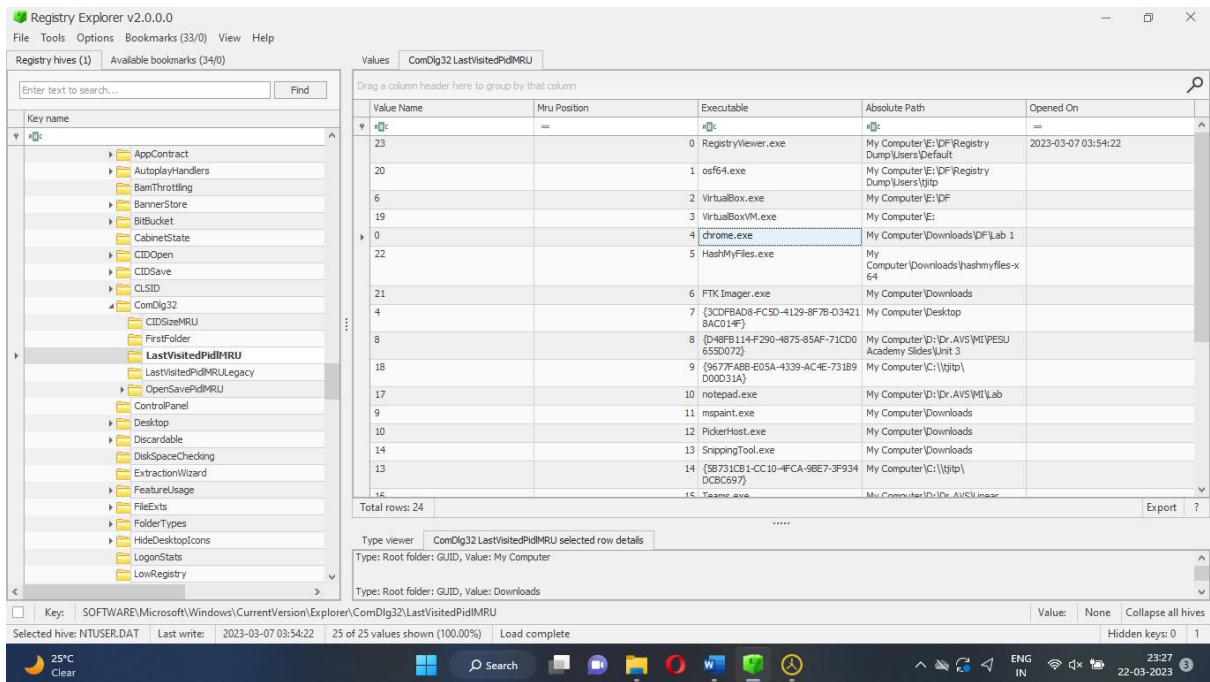 Registry Explorer v2.0.0.0
File Tools Options Bookmarks (33/0) View Help
Registry hives (1) Available bookmarks (34/0)
Enter text to search... Find
Key name
AppContract
AutoplayHandlers
BamThrottling
BannerStore
BitBucket
CabinetState
CIDOpen
CIDSave
CLSID
ComDlg32
CIDSizeMRU
FirstFolder
LastVisitedPidlMRU
LastVisitedPidlMRULegacy
OpenSavePidlMRU
ControlPanel
Desktop
Discardable
DiskSpaceChecking
ExtractionWizard
FeatureUsage
FileExts
FolderTypes
HideDesktopIcons
LogonStats
LowRegistry
Values ComDlg32 LastVisitedPidlMRU
Drag a column header here to group by that column
Value Name Mru Position Executable Absolute Path Opened On
= =
23 0 RegistryViewer.exe My Computer\E:\DF\Registry 2023-03-07 03:54:22
Dump\Users\Default
20 1 osf64.exe My Computer\E:\DF\Registry
Dump\Users\tjitp
6 2 VirtualBox.exe My Computer\E:\DF
19 3 VirtualBoxVM.exe My Computer\E:
0 4 chrome.exe My Computer\Downloads\DF\Lab 1
22 5 HashMyFiles.exe My
Computer\Downloads\hashmyfiles-x
64
21 6 FTK Imager.exe My Computer\Downloads
4 7 {3CDFBAD8-FC5D-4129-8F7B-D3421 My Computer\Desktop
8AC014F}
8 8 {D48FB114-F290-4875-85AF-71CD0 My Computer\D:\Dr.AVS\MI\PESU
655D072} Academy Slides\Unit 3
18 9 {9677FABB-E05A-4339-AC4E-731B9 My Computer\C:\\tjitp\
D00D31A}
17 10 notepad.exe My Computer\D:\Dr.AVS\MI\Lab
9 11 mspaint.exe My Computer\Downloads
10 12 PickerHost.exe My Computer\Downloads
14 13 SnippingTool.exe My Computer\Downloads
13 14 {5B731CB1-CC10-4FCA-9BE7-3F934 My Computer\C:\\tjitp\
DCBC697}
16 15 Teams.exe My Computer\D:\Dr.AVS\Linear
Total rows: 24 Export ?
Type viewer ComDlg32 LastVisitedPidlMRU selected row details
Type: Root folder: GUID, Value: My Computer
Type: Root folder: GUID, Value: Downloads
Key: SOFTWARE\Microsoft\Windows\CurrentVersion\Explorer\ComDlg32\LastVisitedPidlMRU Value: None Collapse all hives
Selected hive: NTUSER.DAT Last write: 2023-03-07 03:54:22 25 of 25 values shown (100.00%) Load complete Hidden keys: 0 1
25°C
Clear
Search
ENG
IN
23:27
22-03-2023
3